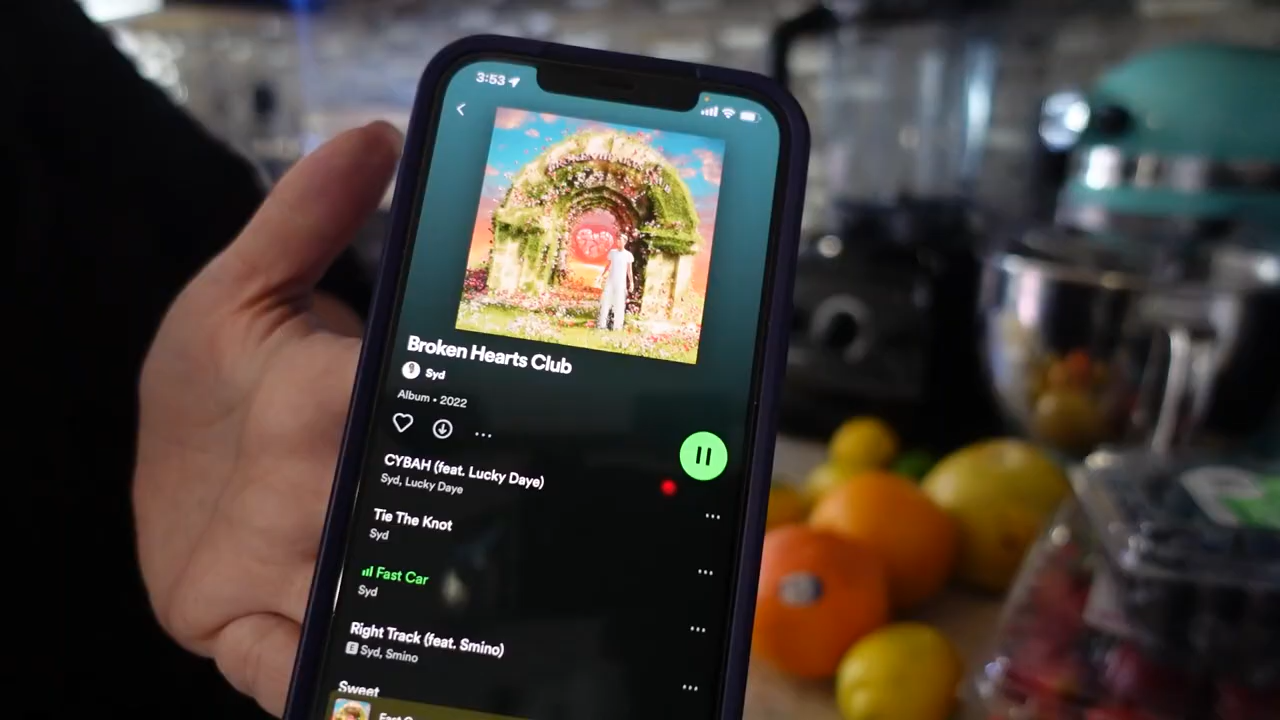 3:53
Broken Hearts Club
Syd
Album • 2022
CYBAH (feat. Lucky Daye)
Syd, Lucky Daye
Tie The Knot
Syd
Fast Car
Syd
Right Track (feat. Smino)
E Syd, Smino
Sweet